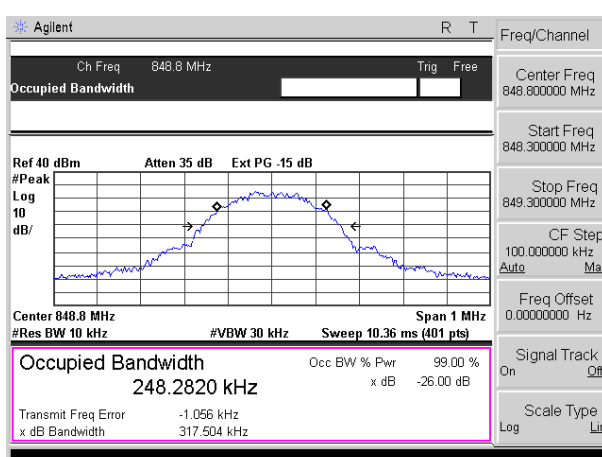 Agilent R T
Ch Freq 848.8 MHz Trig Free
Occupied Bandwidth
Ref 40 dBm Atten 35 dB Ext PG -15 dB
#Peak
Log
10
dB/
Center 848.8 MHz Span 1 MHz
#Res BW 10 kHz #VBW 30 kHz Sweep 10.36 ms (401 pts)
Occupied Bandwidth Occ BW % Pwr 99.00 %
248.2820 kHz x dB -26.00 dB
Transmit Freq Error -1.056 kHz
x dB Bandwidth 317.504 kHz
Freq/Channel
Center Freq
848.800000 MHz
Start Freq
848.300000 MHz
Stop Freq
849.300000 MHz
CF Step
100.000000 kHz
Auto Ma
Freq Offset
0.00000000 Hz
Signal Track
On Off
Scale Type
Log Lin